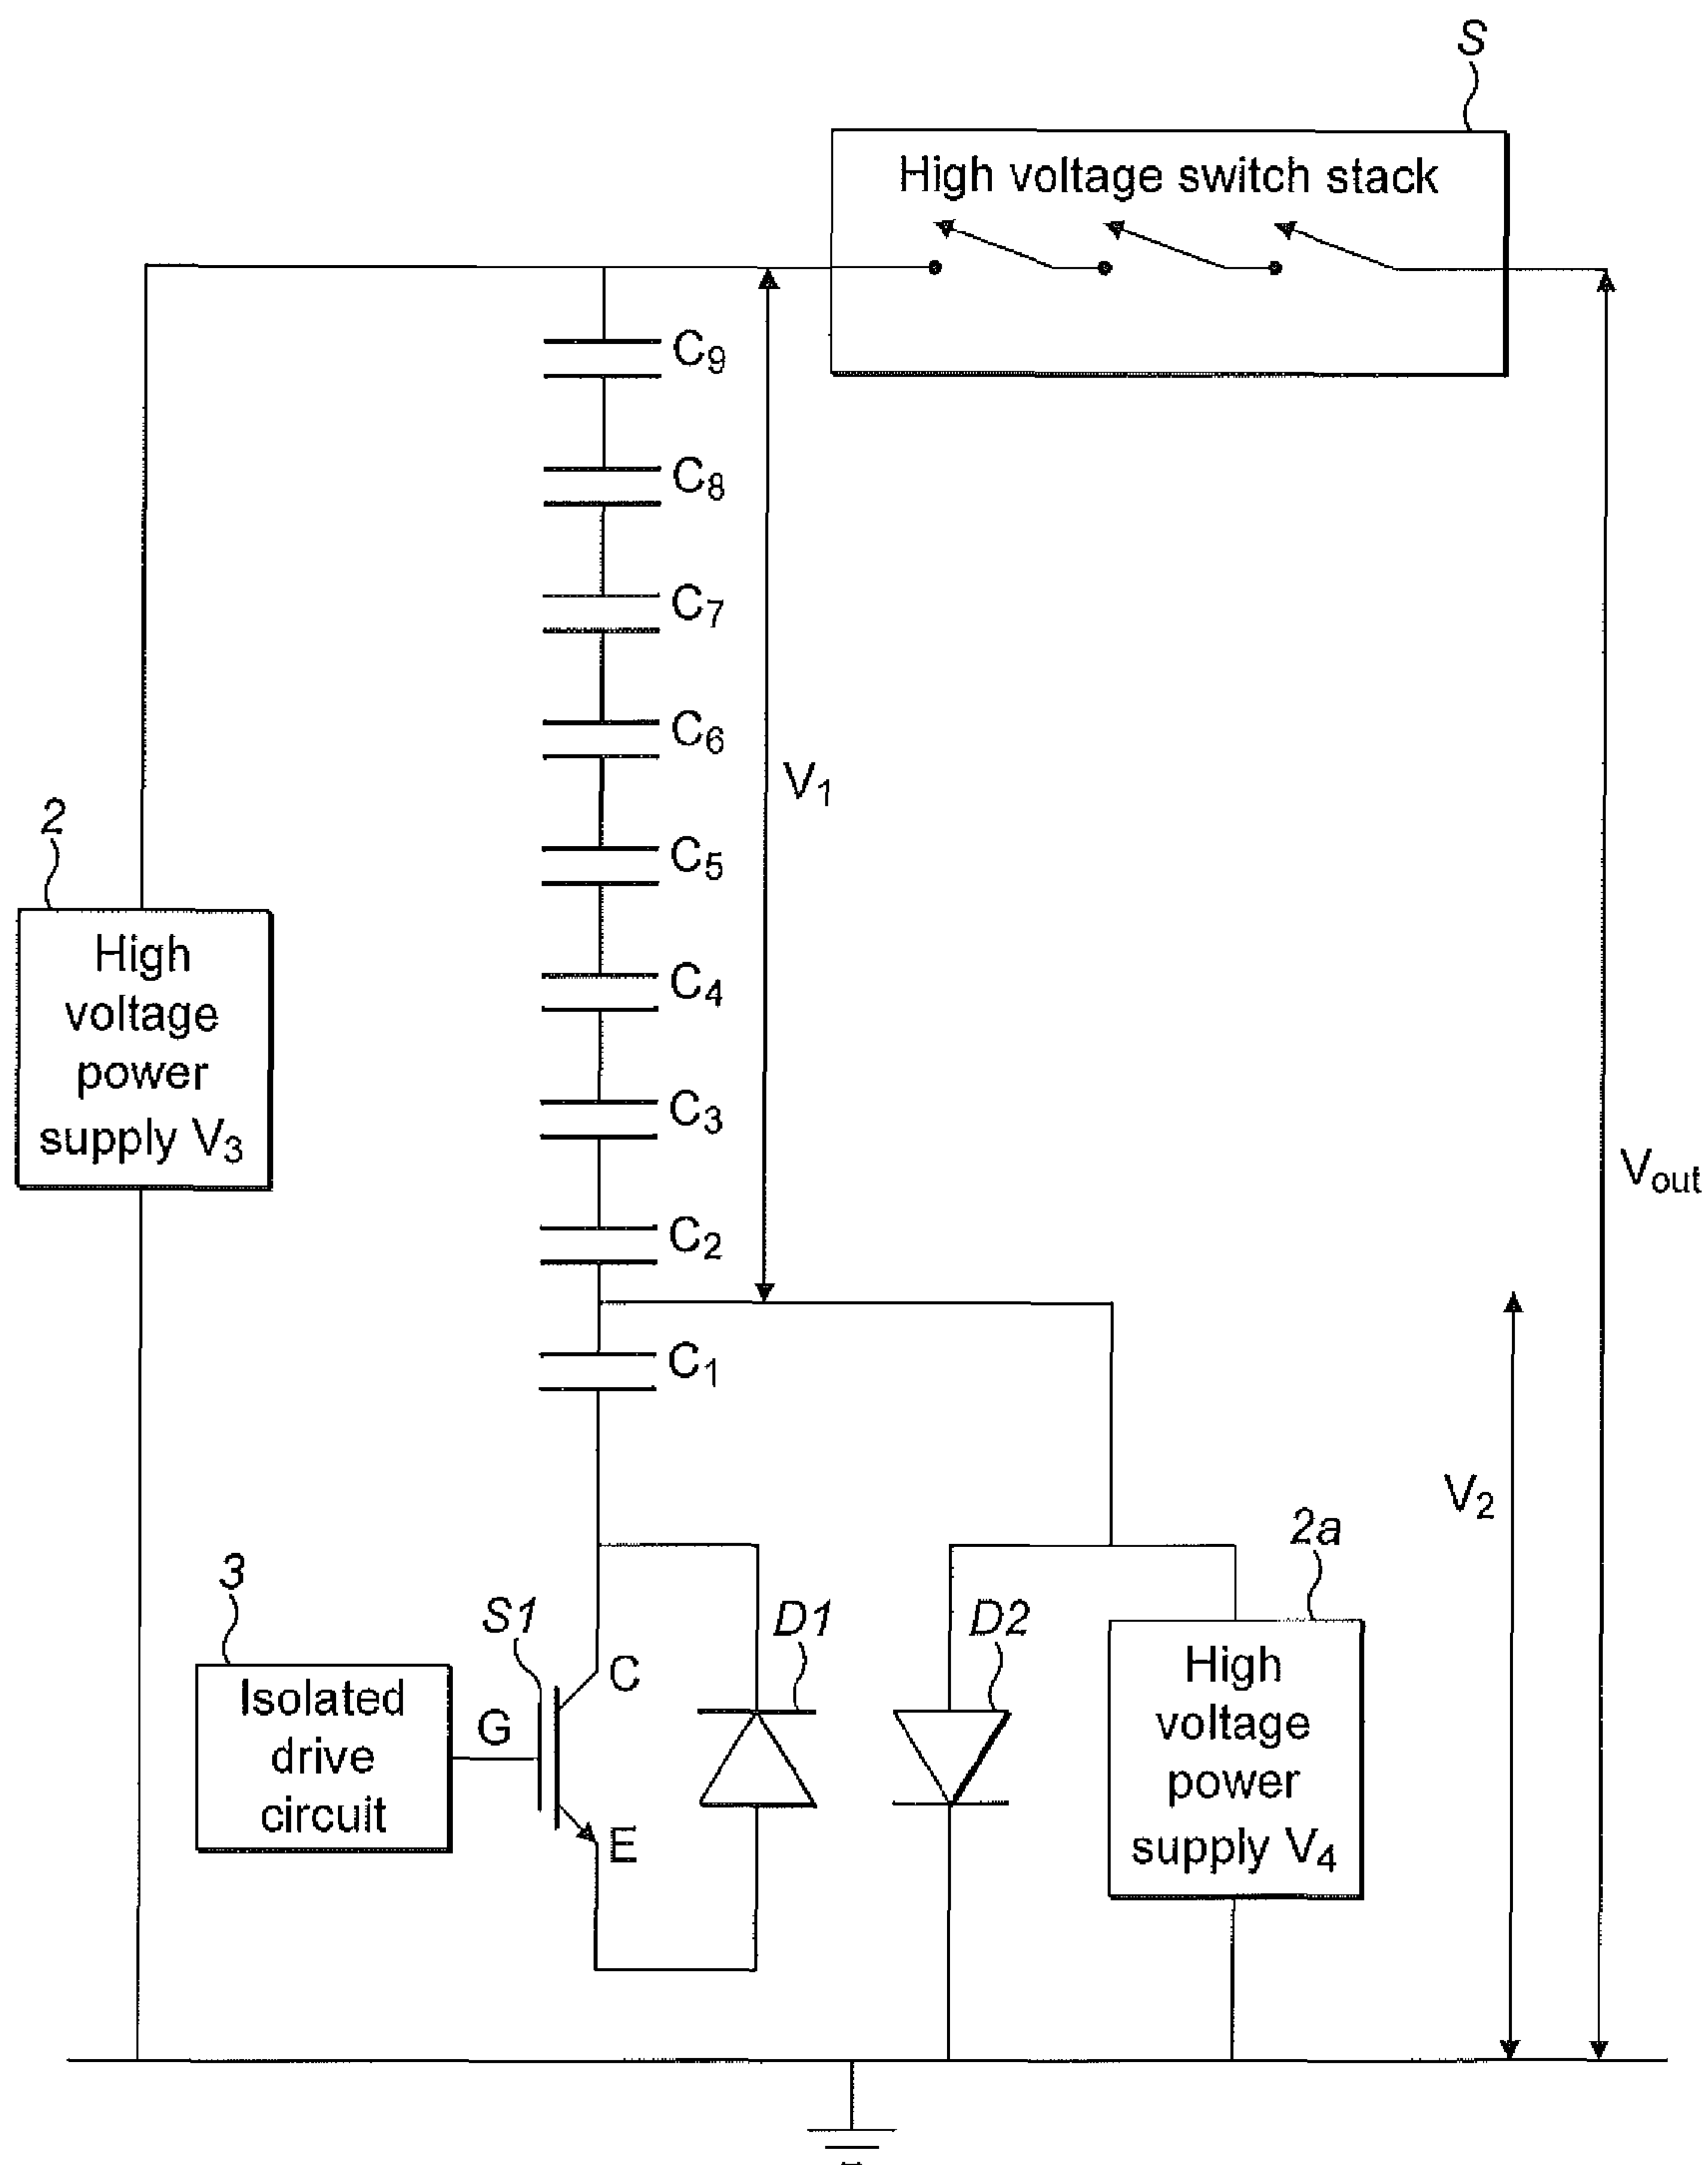 S
High voltage switch stack
C9
C8
C7
C6
V1
C5
2
High
voltage
power
supply V3
C4
C3
Vout
C2
C1
V2
2a
3
S1
D1
D2
C
High
voltage
power
supply V4
Isolated
drive
circuit
G
E